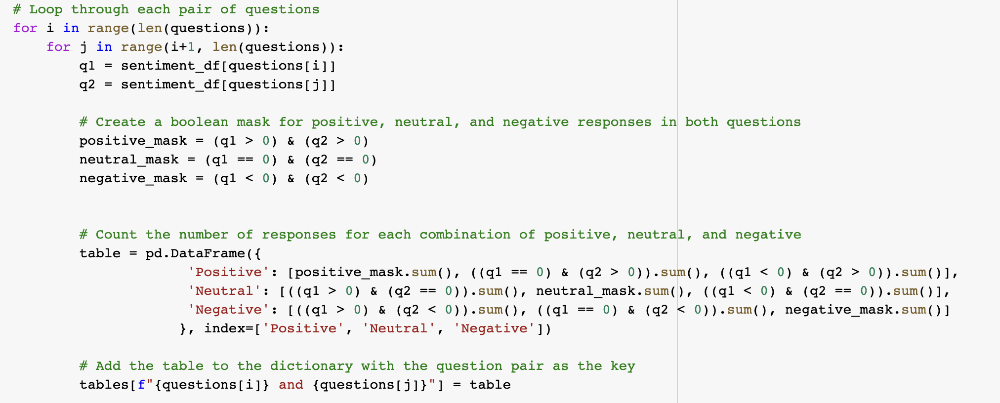 # Loop through each pair of questions
for i in range(len(questions)):
    for j in range(i+1, len(questions)):
        q1 = sentiment_df[questions[i]]
        q2 = sentiment_df[questions[j]]

        # Create a boolean mask for positive, neutral, and negative responses in both questions
        positive_mask = (q1 > 0) & (q2 > 0)
        neutral_mask = (q1 == 0) & (q2 == 0)
        negative_mask = (q1 < 0) & (q2 < 0)


        # Count the number of responses for each combination of positive, neutral, and negative
        table = pd.DataFrame({
                     'Positive': [positive_mask.sum(), ((q1 == 0) & (q2 > 0)).sum(), ((q1 < 0) & (q2 > 0)).sum()],
                     'Neutral': [((q1 > 0) & (q2 == 0)).sum(), neutral_mask.sum(), ((q1 < 0) & (q2 == 0)).sum()],
                     'Negative': [((q1 > 0) & (q2 < 0)).sum(), ((q1 == 0) & (q2 < 0)).sum(), negative_mask.sum()]
                    }, index=['Positive', 'Neutral', 'Negative'])

        # Add the table to the dictionary with the question pair as the key
        tables[f"{questions[i]} and {questions[j]}"] = table